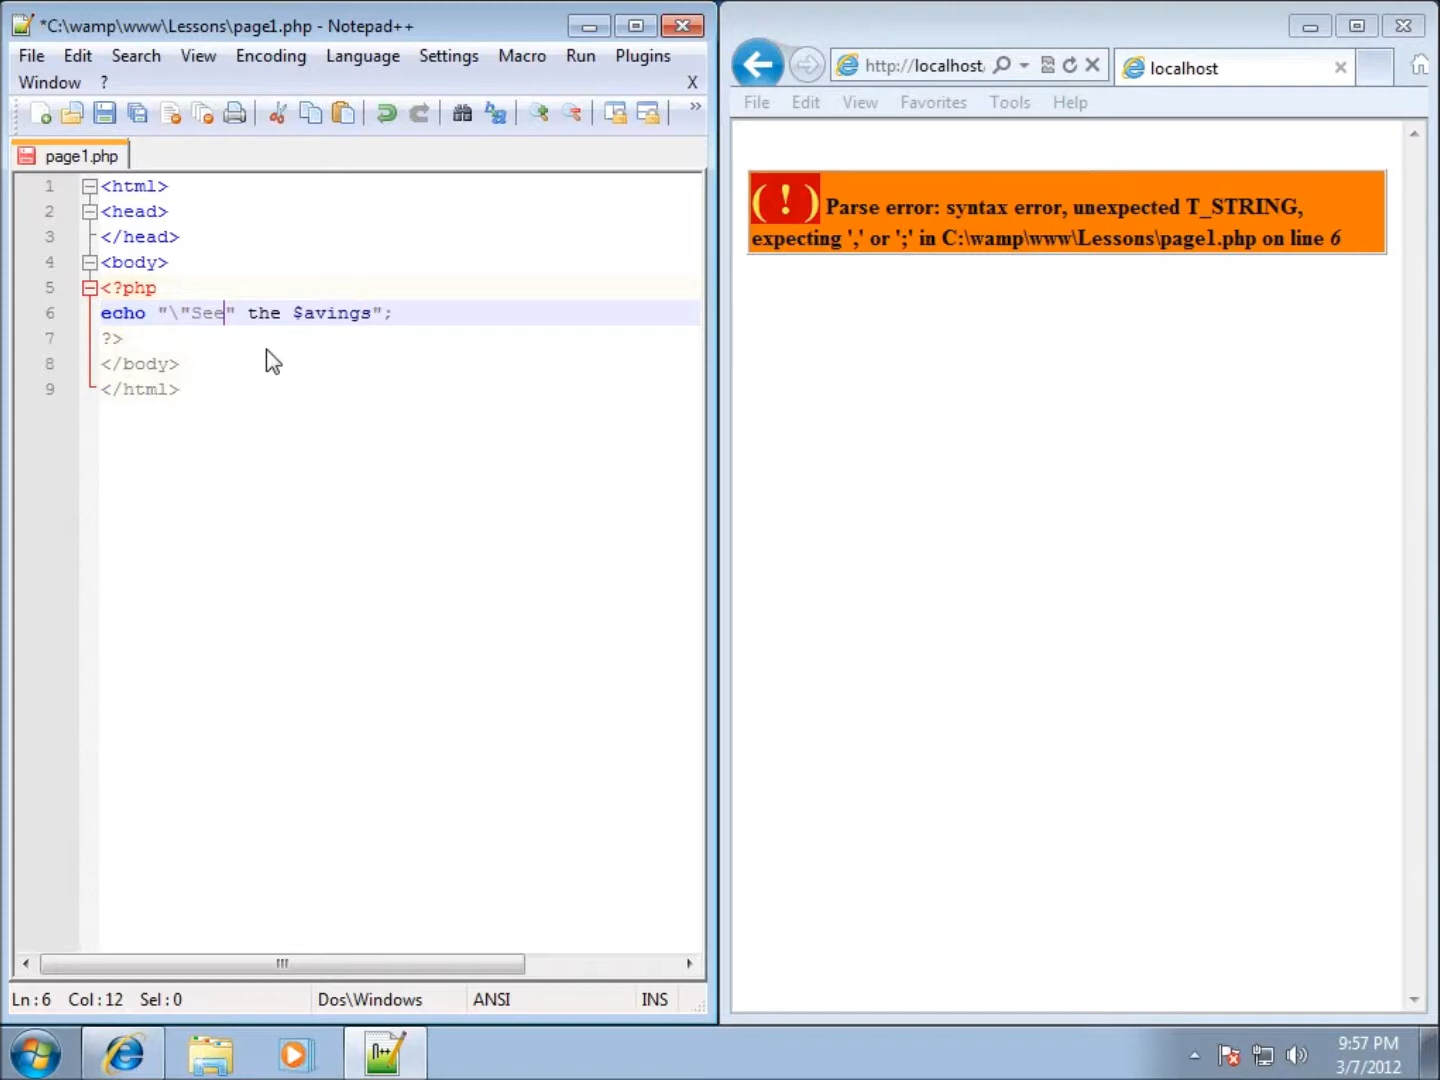 *C:\wamp\www\Lessons\page1.php - Notepad++
File Edit Search View Encoding Language Settings Macro Run Plugins
Window ? X
page1.php
1 <html>
2 <head>
3 </head>
4 <body>
5 <?php
6 echo "\"See" the $avings";
7 ?>
8 </body>
9 </html>
Ln : 6 Col : 12 Sel : 0 Dos\Windows ANSI INS
http://localhost
localhost
File Edit View Favorites Tools Help
( ! ) Parse error: syntax error, unexpected T_STRING,
expecting ',' or ';' in C:\wamp\www\Lessons\page1.php on line 6
9:57 PM
3/7/2012